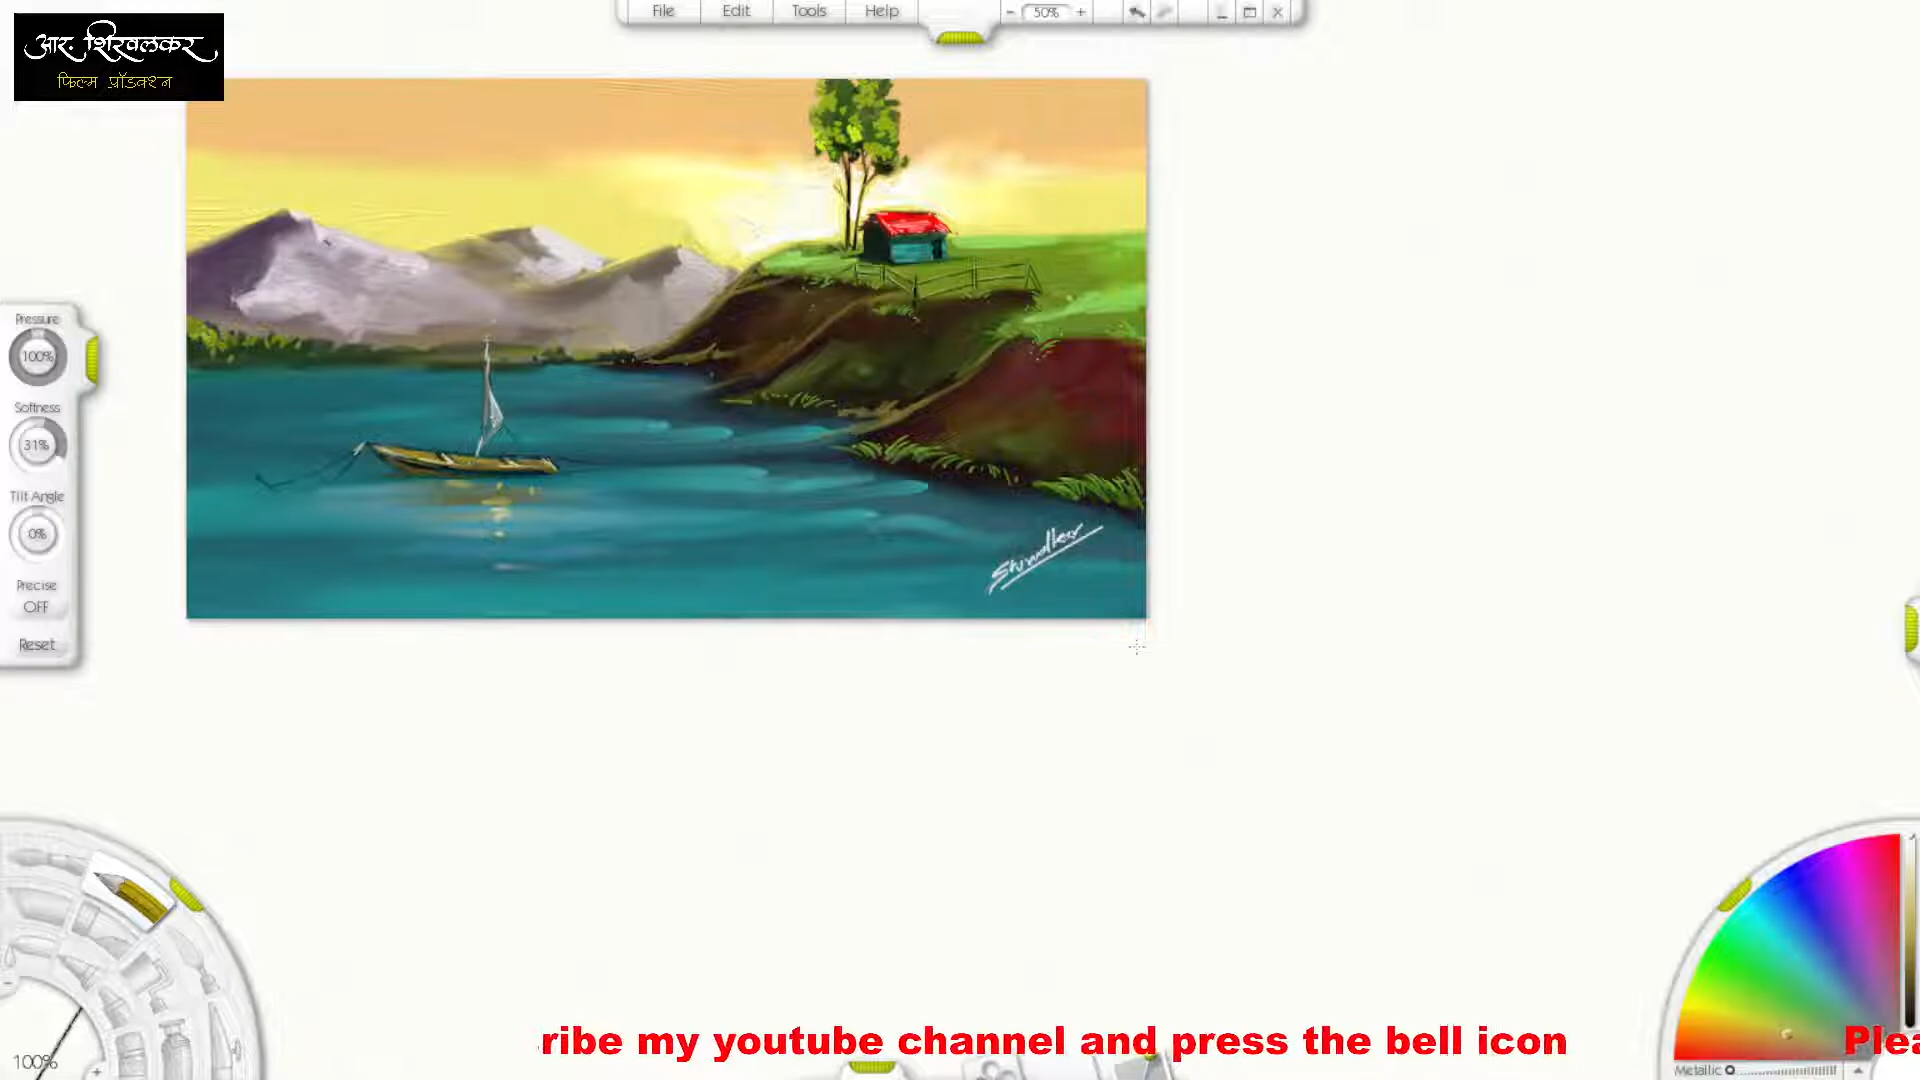 File Edit Tools Help 50%
आर. शिरवलकर
फिल्म प्रॉडक्शन
Pressure
100%
Softness
31%
Tilt Angle
0%
Precise
OFF
Reset
Shirwalkar
100%
ribe my youtube channel and press the bell icon Plea
Metallic